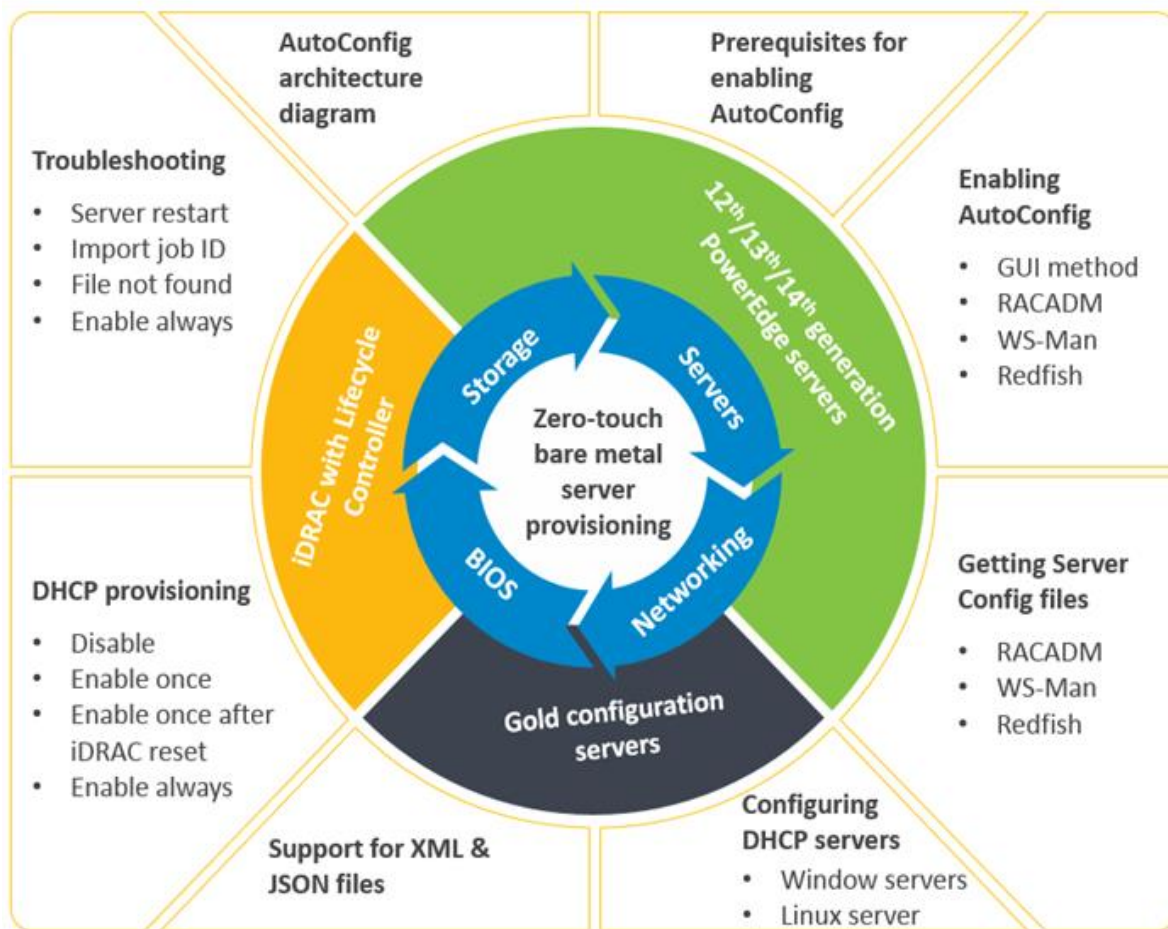 AutoConfig
architecture
diagram
Prerequisites for
enabling
AutoConfig
Troubleshooting
• Server restart
• Import job ID
• File not found
• Enable always
Enabling
AutoConfig
• GUI method
• RACADM
• WS-Man
• Redfish
12th/13th/14th generation
PowerEdge servers
iDRAC with Lifecycle
Controller
Storage
Servers
Zero-touch
bare metal
server
provisioning
BIOS
Networking
Gold configuration
servers
DHCP provisioning
• Disable
• Enable once
• Enable once after
iDRAC reset
• Enable always
Getting Server
Config files
• RACADM
• WS-Man
• Redfish
Support for XML &
JSON files
Configuring
DHCP servers
• Window servers
• Linux server